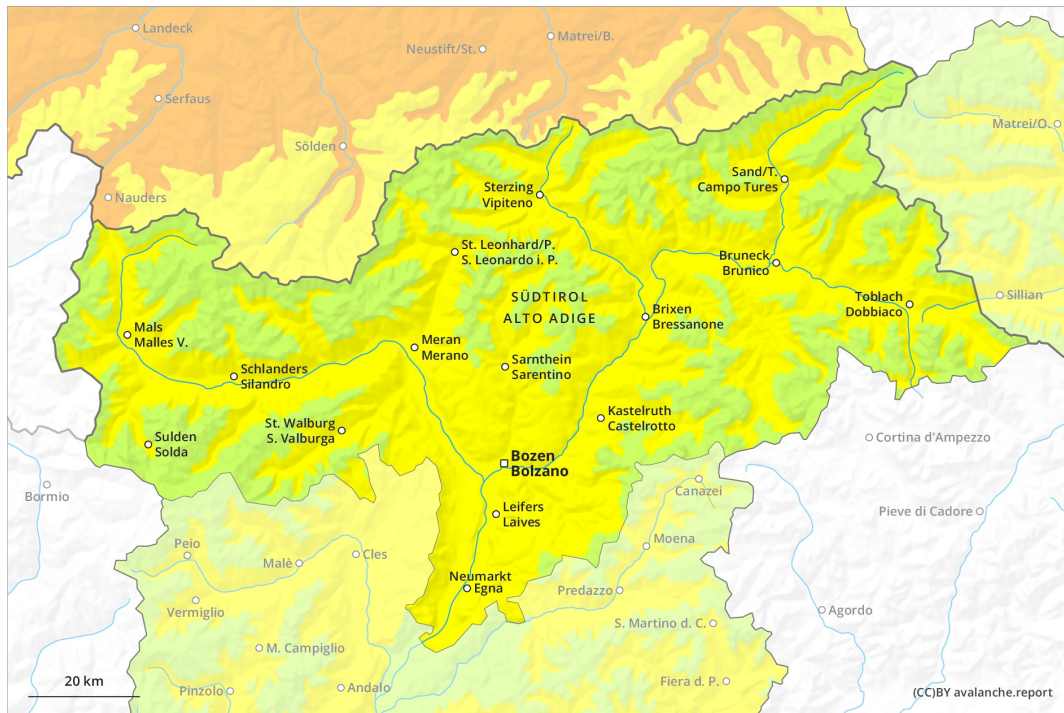 Landeck
Matrei/B.
Neustift/St.
Serfaus
Matrei/O.
Sölden
Sand/T.
Campo Tures
Sterzing
Vipiteno
Nauders
St. Leonhard/P.
S. Leonardo i. P.
Bruneck
Brunico
SÜDTIROL
ALTO ADIGE
Toblach
Dobbiaco
Sillian
Brixen
Bressanone
Mals
Malles V.
Meran
Merano
Sarnthein
Sarentino
Schlanders
Silandro
Kastelruth
Castelrotto
St. Walburg
S. Valburga
Sulden
Solda
Cortina d'Ampezzo
Bozen
Bolzano
Bormio
Canazei
Leifers
Laives
Pieve di Cadore
Peio
Moena
Cles
Malè
Neumarkt
Egna
Predazzo
Vermiglio
Agordo
S. Martino d. C.
M. Campiglio
20 km
Pinzolo
Andalo
Fiera d. P.
(CC)BY avalanche.report